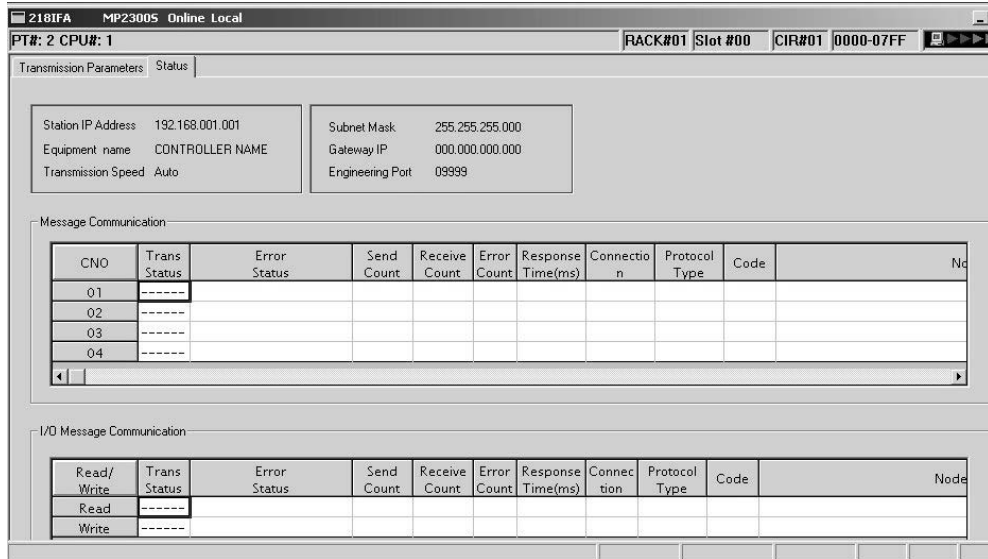 218IFA MP2300S Online Local
PT#: 2 CPU#: 1 RACK#01 Slot #00 CIR#01 0000-07FF
Transmission Parameters Status
Station IP Address 192.168.001.001 Subnet Mask 255.255.255.000
Equipment name CONTROLLER NAME Gateway IP 000.000.000.000
Transmission Speed Auto Engineering Port 09999
Message Communication
CNO Trans Status Error Status Send Count Receive Count Error Count Response Time(ms) Connectio n Protocol Type Code
01 ------
02 ------
03 ------
04 ------
I/O Message Communication
Read/ Write Trans Status Error Status Send Count Receive Count Error Count Response Time(ms) Connec tion Protocol Type Code Node
Read ------
Write ------